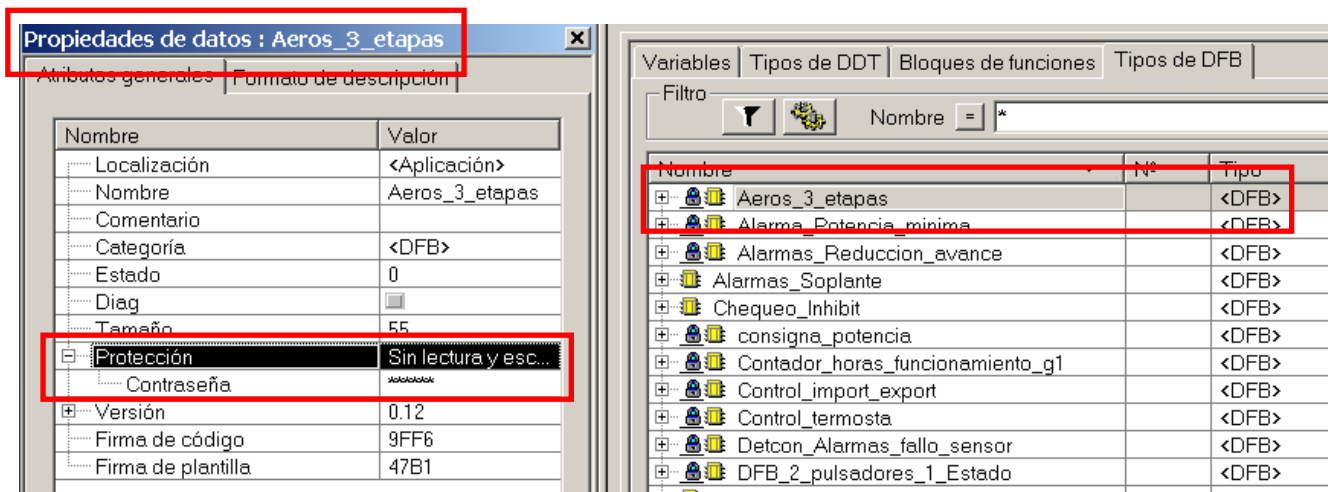 Propiedades de datos : Aeros_3_etapas
Atributos generales Formato de descripción
Nombre Valor
Localización <Aplicación>
Nombre Aeros_3_etapas
Comentario
Categoría <DFB>
Estado 0
Diag
Tamaño 55
Protección Sin lectura y esc...
Contraseña *******
Versión 0.12
Firma de código 9FF6
Firma de plantilla 47B1
Variables Tipos de DDT Bloques de funciones Tipos de DFB
Filtro
Nombre = *
Nombre Nº Tipo
Aeros_3_etapas <DFB>
Alarma_Potencia_minima <DFB>
Alarmas_Reduccion_avance <DFB>
Alarmas_Soplante <DFB>
Chequeo_Inhibit <DFB>
consigna_potencia <DFB>
Contador_horas_funcionamiento_g1 <DFB>
Control_import_export <DFB>
Control_termosta <DFB>
Detcon_Alarmas_fallo_sensor <DFB>
DFB_2_pulsadores_1_Estado <DFB>